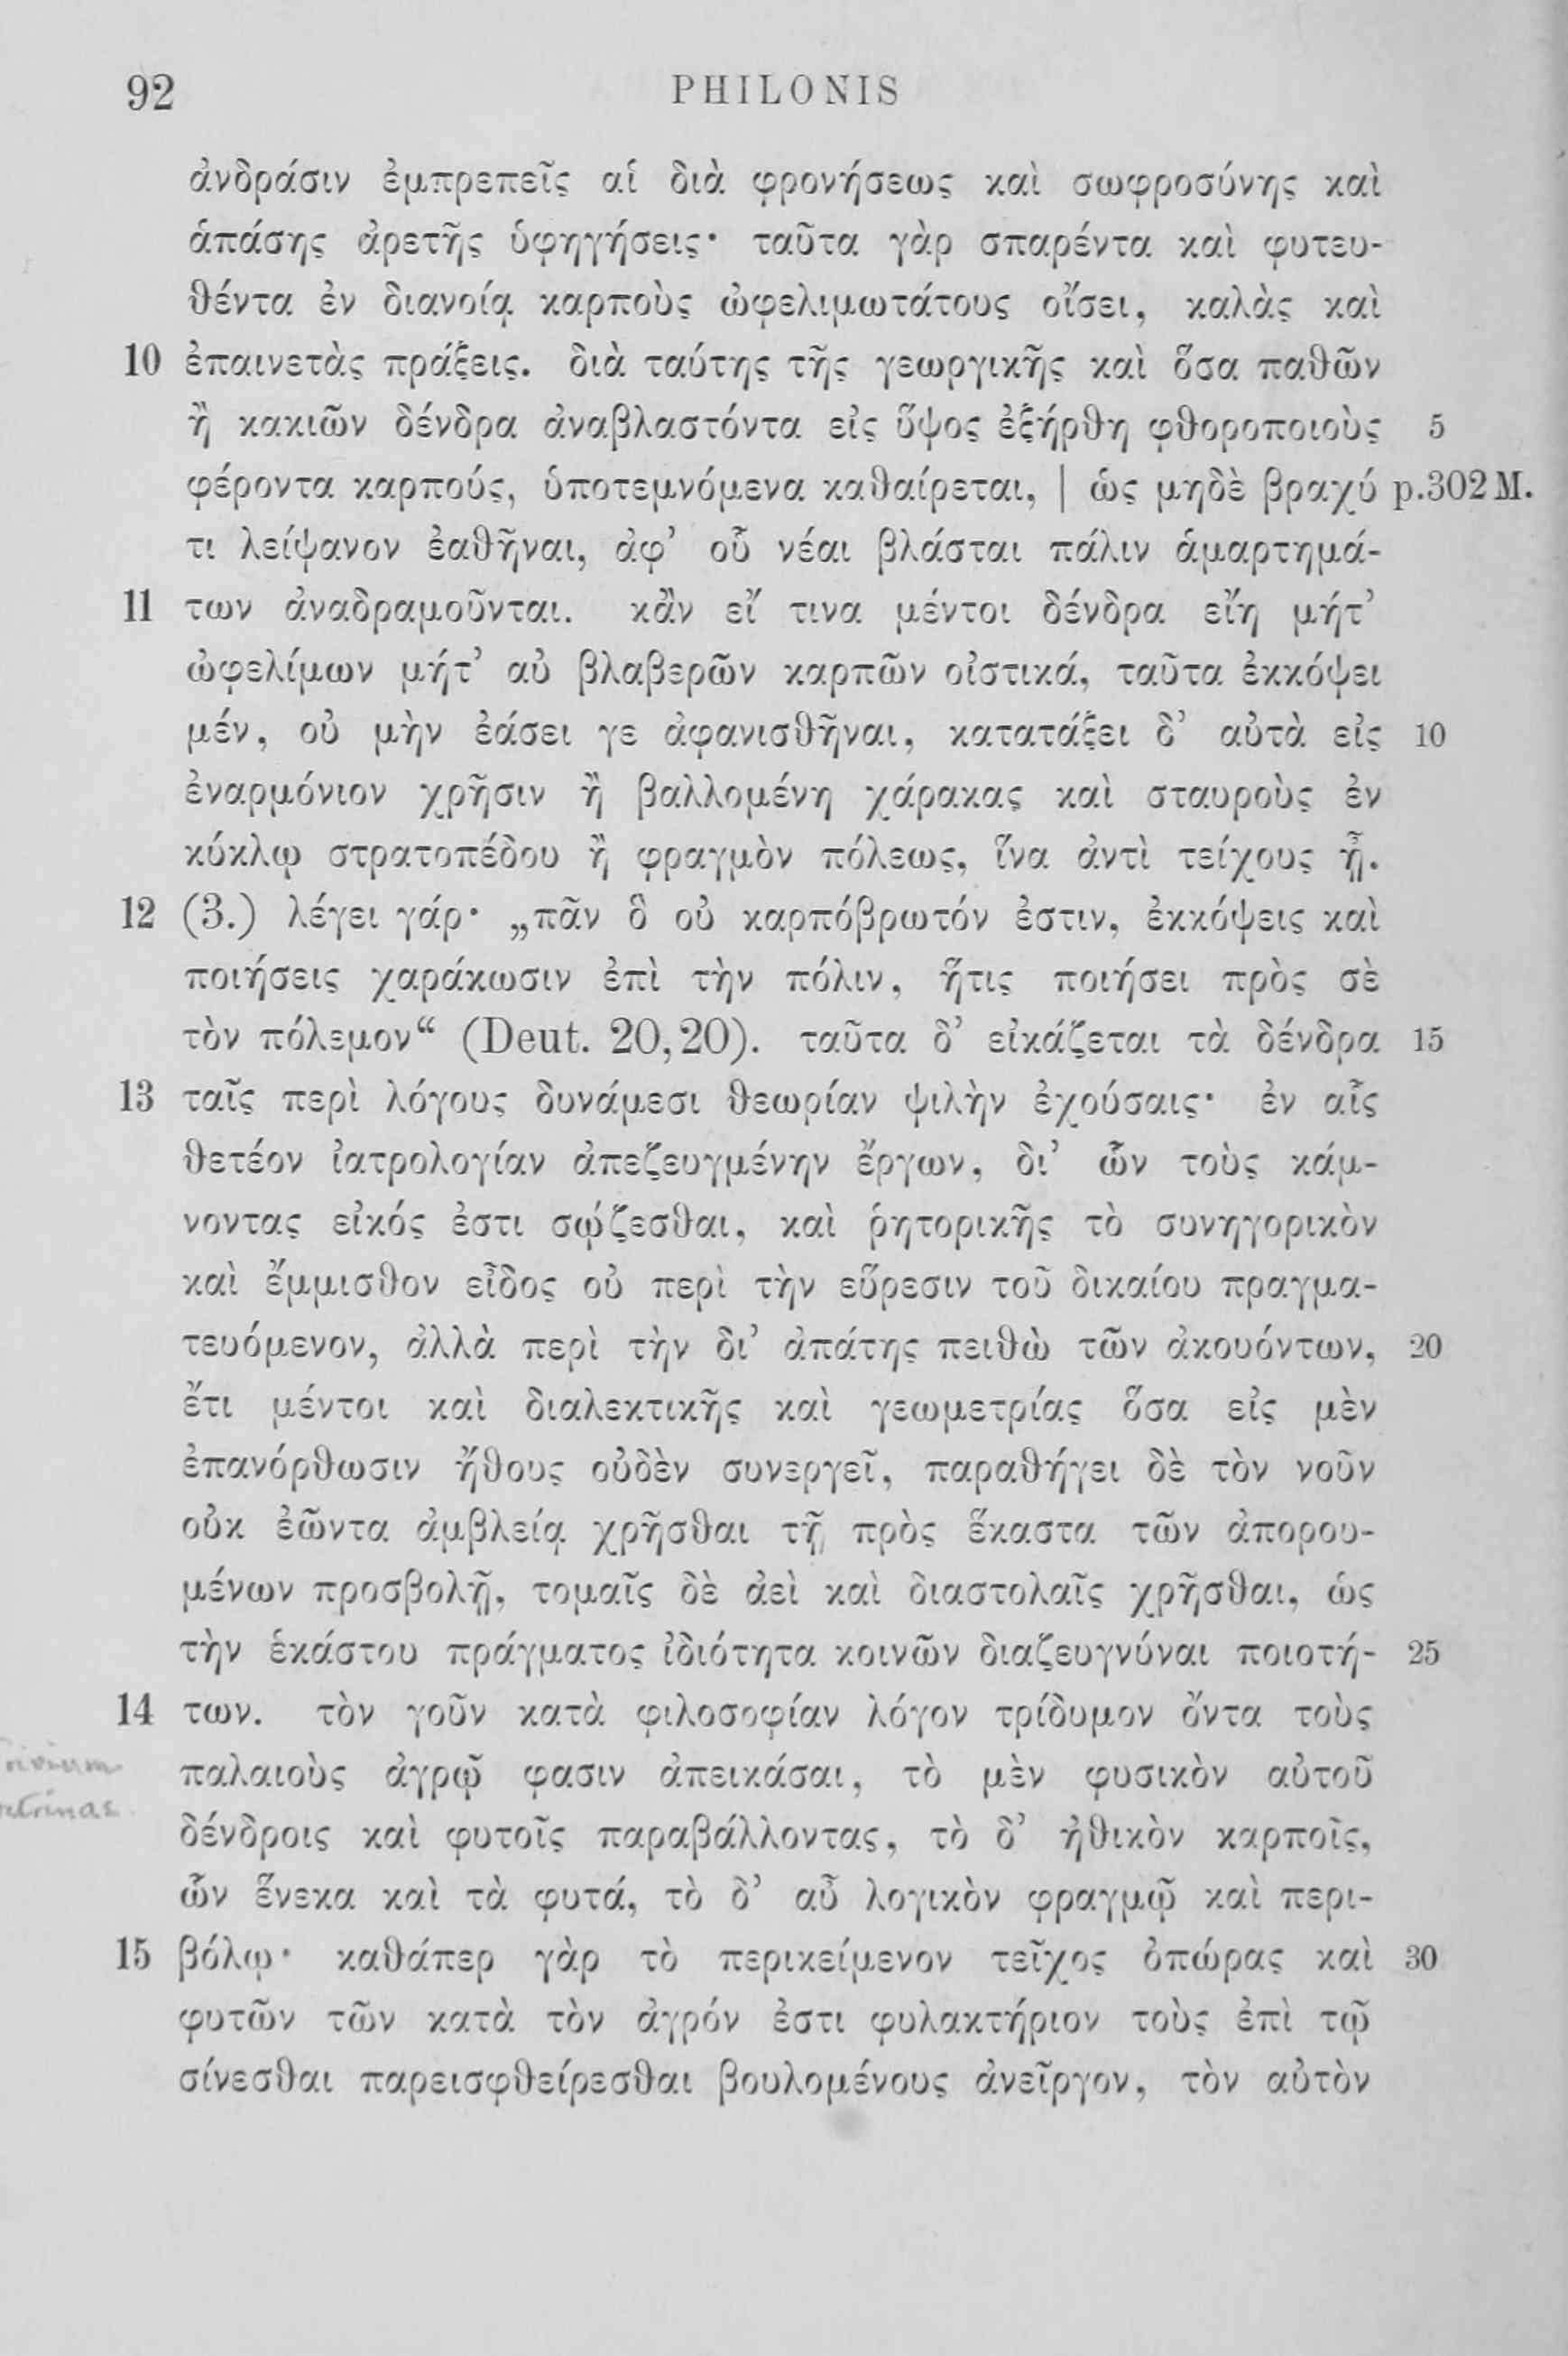 92 PHILONIS
ἀνδράσιν ἐμπρεπεῖς αἱ διὰ φρονήσεως καὶ σωφροσύνης καὶ
ἁπάσης ἀρετῆς ὑφηγήσεις· ταῦτα γὰρ σπαρέντα καὶ φυτευ-
θέντα ἐν διανοίᾳ καρποὺς ὠφελιμωτάτους οἴσει, καλὰς καὶ
10 ἐπαινετὰς πράξεις. διὰ ταύτης τῆς γεωργικῆς καὶ ὅσα παθῶν
ἢ κακιῶν δένδρα ἀναβλαστόντα εἰς ὕψος ἐξήρθη φθοροποιοὺς 5
φέροντα καρπούς, ὑποτεμνόμενα καθαίρεται, | ὡς μηδὲ βραχύ p.302 M.
τι λείψανον ἐαθῆναι, ἀφ’ οὗ νέαι βλάσται πάλιν ἁμαρτημά-
11 των ἀναδραμοῦνται. κἂν εἴ τινα μέντοι δένδρα εἴη μήτ’
ὠφελίμων μήτ’ αὐ βλαβερῶν καρπῶν οἰστικά, ταῦτα ἐκκόψει
μέν, οὐ μὴν ἐάσει γε ἀφανισθῆναι, κατατάξει δ’ αὐτὰ εἰς 10
ἐναρμόνιον χρῆσιν ἢ βαλλομένη χάρακας καὶ σταυροὺς ἐν
κύκλῳ στρατοπέδου ἢ φραγμὸν πόλεως, ἵνα ἀντὶ τείχους ᾖ.
12 (3.) λέγει γάρ· „πᾶν ὃ οὐ καρπόβρωτόν ἐστιν, ἐκκόψεις καὶ
ποιήσεις χαράκωσιν ἐπὶ τὴν πόλιν, ἥτις ποιήσει πρὸς σὲ
τὸν πόλεμον“ (Deut. 20,20). ταῦτα δ’ εἰκάζεται τὰ δένδρα 15
13 ταῖς περὶ λόγους δυνάμεσι θεωρίαν ψιλὴν ἐχούσαις· ἐν αἷς
θετέον ἰατρολογίαν ἀπεζευγμένην ἔργων, δι’ ὧν τοὺς κάμ-
νοντας εἰκός ἐστι σῴζεσθαι, καὶ ῥητορικῆς τὸ συνηγορικὸν
καὶ ἔμμισθον εἶδος οὐ περὶ τὴν εὕρεσιν τοῦ δικαίου πραγμα-
τευόμενον, ἀλλὰ περὶ τὴν δι’ ἀπάτης πειθὼ τῶν ἀκουόντων, 20
ἔτι μέντοι καὶ διαλεκτικῆς καὶ γεωμετρίας ὅσα εἰς μὲν
ἐπανόρθωσιν ἤθους οὐδὲν συνεργεῖ, παραθήγει δὲ τὸν νοῦν
οὐκ ἐῶντα ἀμβλείᾳ χρῆσθαι τῇ πρὸς ἕκαστα τῶν ἀπορου-
μένων προσβολῇ, τομαῖς δὲ ἀεὶ καὶ διαστολαῖς χρῆσθαι, ὡς
τὴν ἑκάστου πράγματος ἰδιότητα κοινῶν διαζευγνύναι ποιοτή- 25
14 των. τὸν γοῦν κατὰ φιλοσοφίαν λόγον τρίδυμον ὄντα τοὺς
παλαιοὺς ἀγρῷ φασιν ἀπεικάσαι, τὸ μὲν φυσικὸν αὐτοῦ
δένδροις καὶ φυτοῖς παραβάλλοντας, τὸ δ’ ἠθικὸν καρποῖς,
ὧν ἕνεκα καὶ τὰ φυτά, τὸ δ’ αὖ λογικὸν φραγμῷ καὶ περι-
15 βόλῳ· καθάπερ γὰρ τὸ περικείμενον τεῖχος ὀπώρας καὶ 30
φυτῶν τῶν κατὰ τὸν ἀγρόν ἐστι φυλακτήριον τοὺς ἐπὶ τῷ
σίνεσθαι παρεισφθείρεσθαι βουλομένους ἀνεῖργον, τὸν αὐτὸν